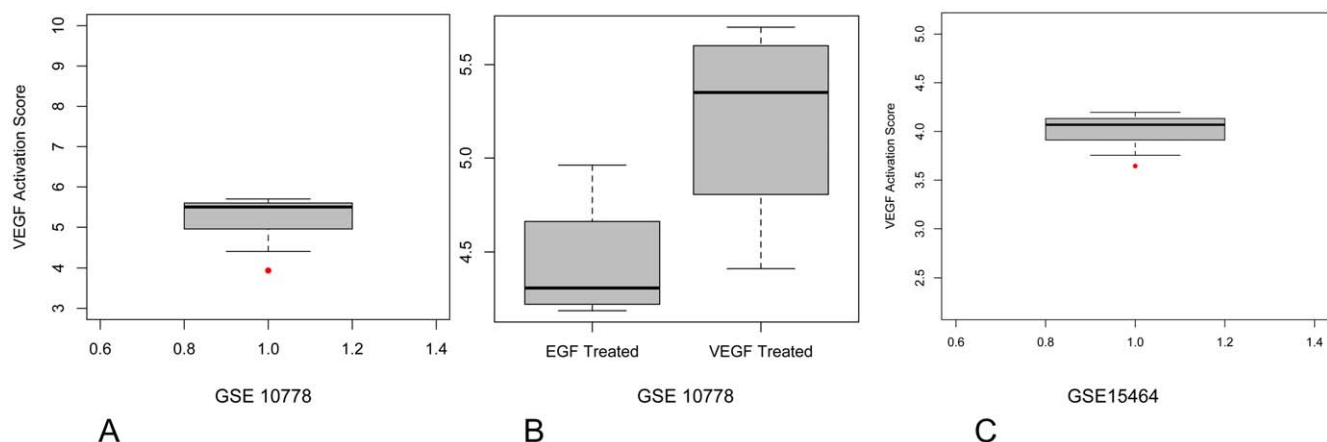 VEGF Activation Score
10
9
8
7
6
5
4
3
0.6 0.8 1.0 1.2 1.4
GSE 10778
A
5.5
5.0
4.5
EGF Treated VEGF Treated
GSE 10778
B
VEGF Activation Score
5.0
4.5
4.0
3.5
3.0
2.5
0.6 0.8 1.0 1.2 1.4
GSE15464
C